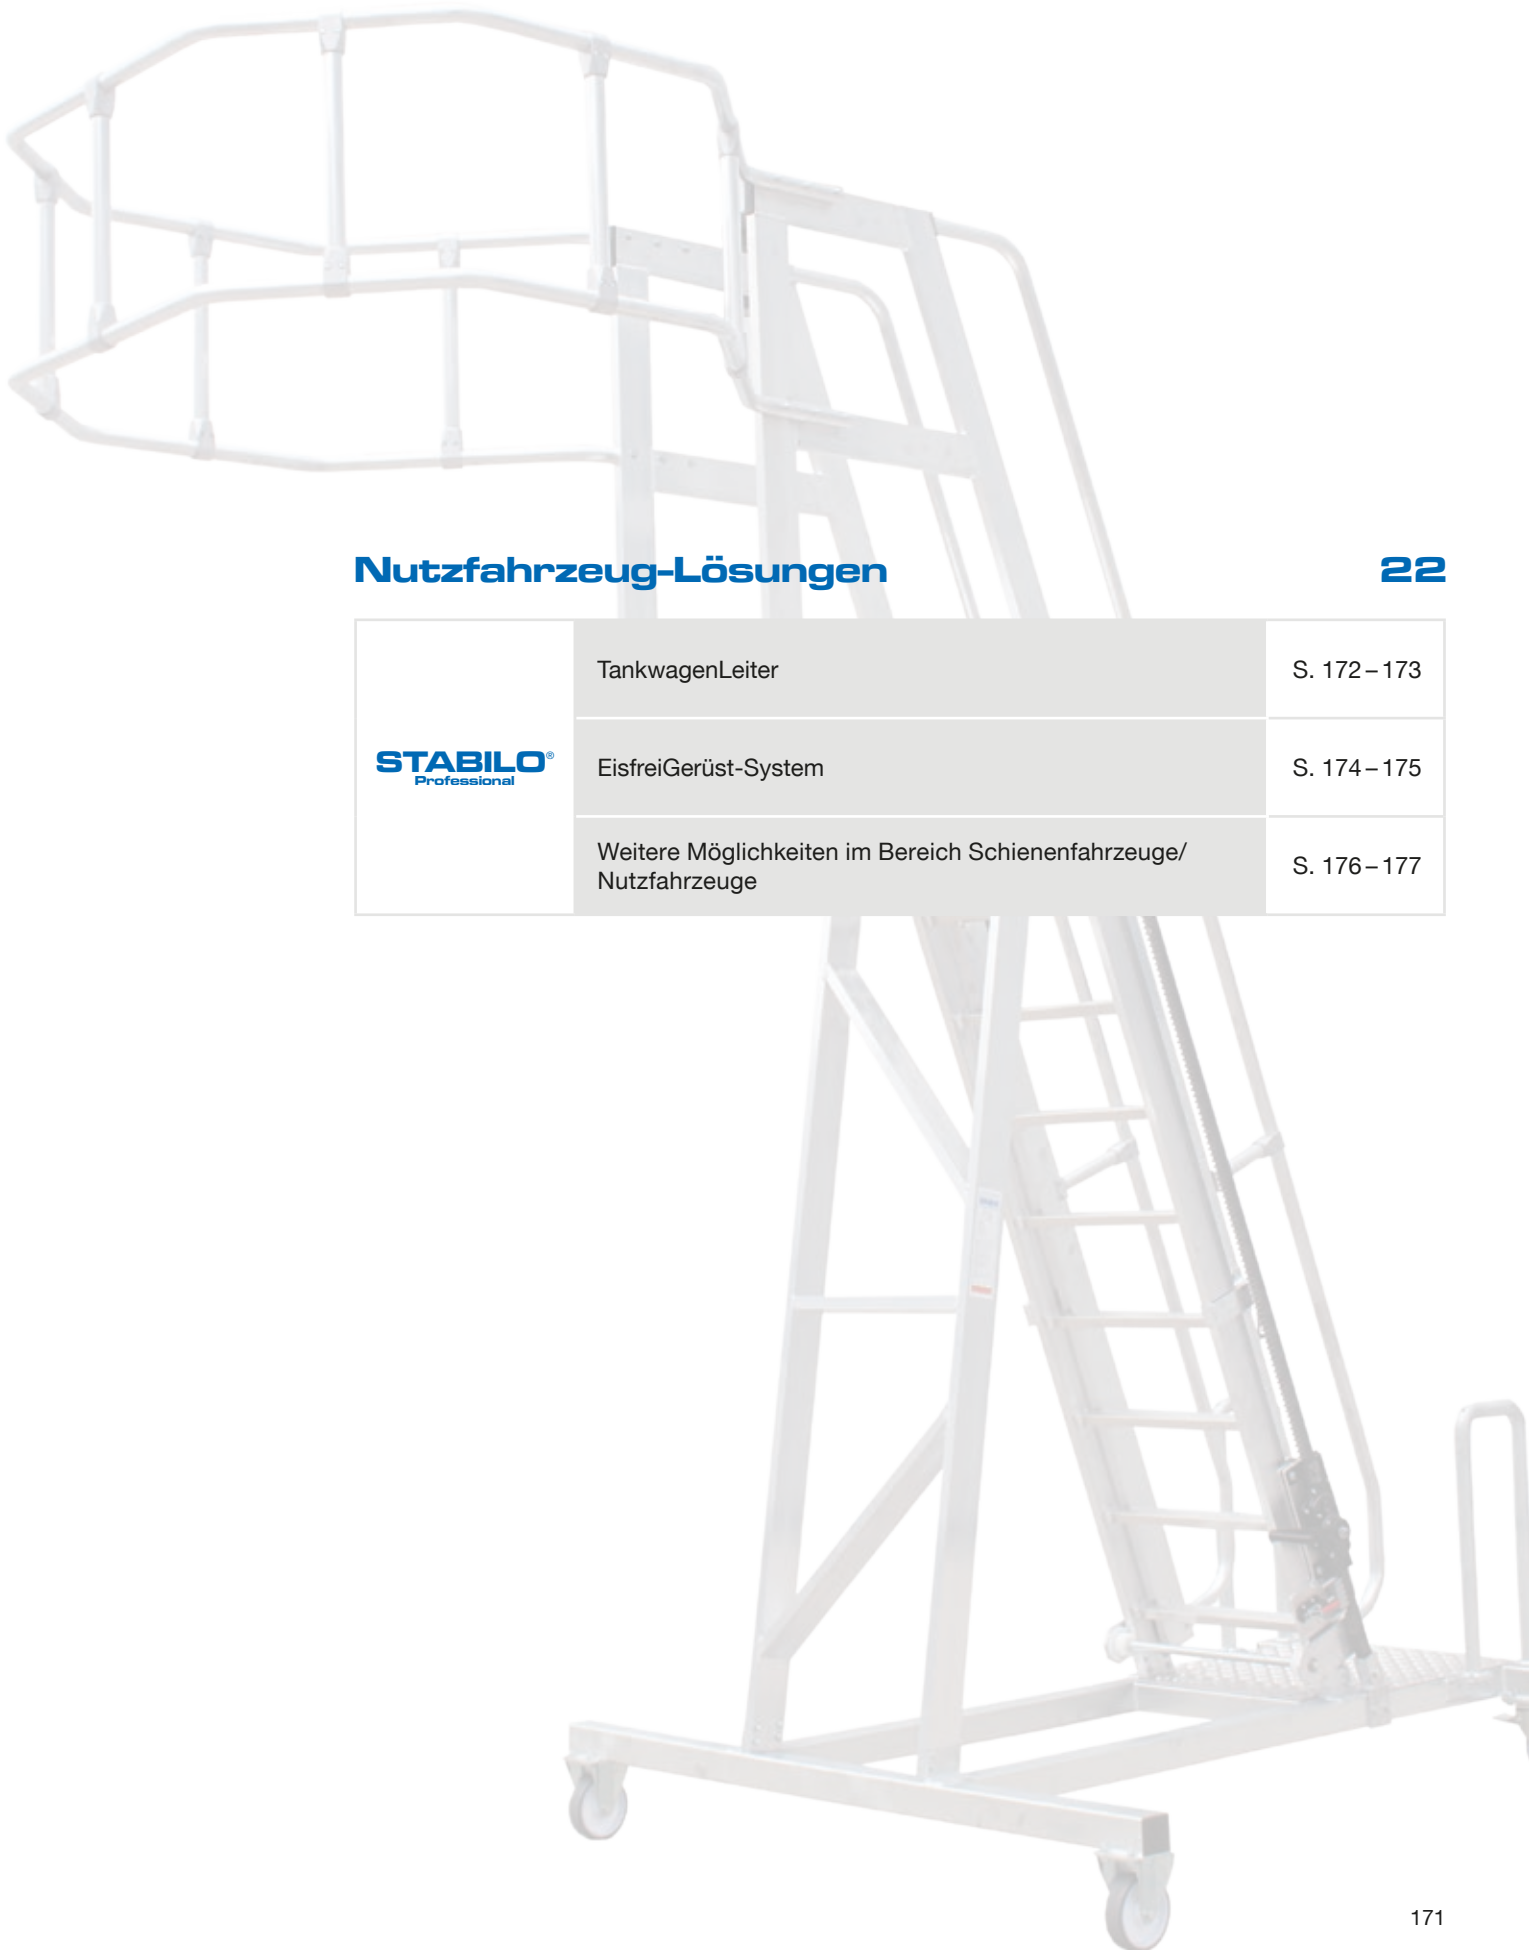 Nutzfahrzeug-Lösungen 22
TankwagenLeiter S. 172–173
STABILO®
Professional
EisfreiGerüst-System S. 174–175
Weitere Möglichkeiten im Bereich Schienenfahrzeuge/
Nutzfahrzeuge
S. 176–177
171